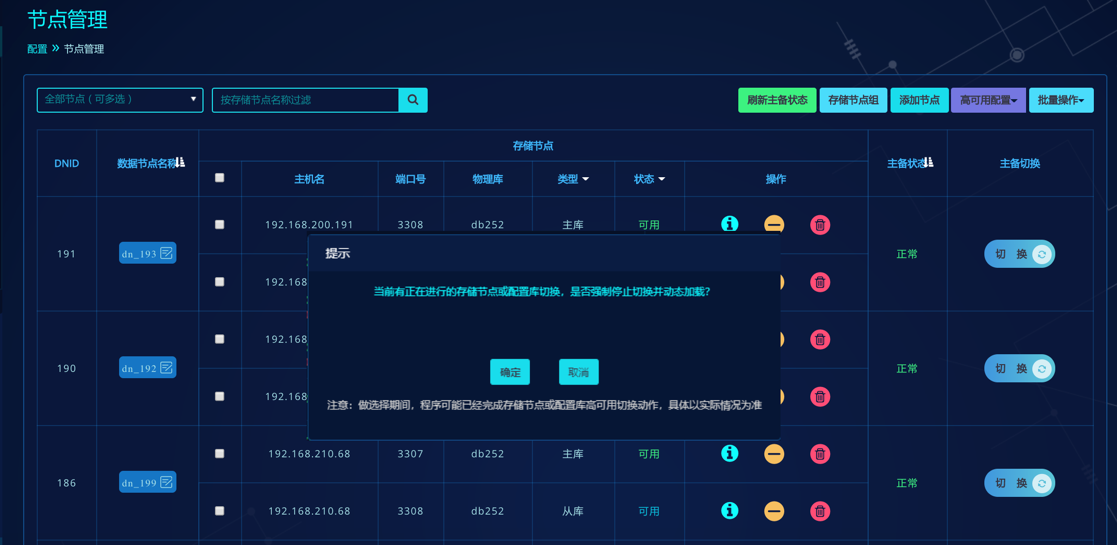 节点管理
配置 » 节点管理
全部节点（可多选）
按存储节点名称过滤
刷新主备状态
存储节点组
添加节点
高可用配置
批量操作
DNID
数据节点名称
存储节点
主备状态
主备切换
主机名
端口号
物理库
类型
状态
操作
191
dn_193
192.168.200.191
3308
db252
主库
可用
正常
切 换
192.168
提示
当前有正在进行的存储节点或配置库切换，是否强制停止切换并动态加载？
确定
取消
注意：做选择期间，程序可能已经完成存储节点或配置库高可用切换动作，具体以实际情况为准
190
dn_192
192.168
正常
切 换
192.168
186
dn_199
192.168.210.68
3307
db252
主库
可用
正常
切 换
192.168.210.68
3308
db252
从库
可用